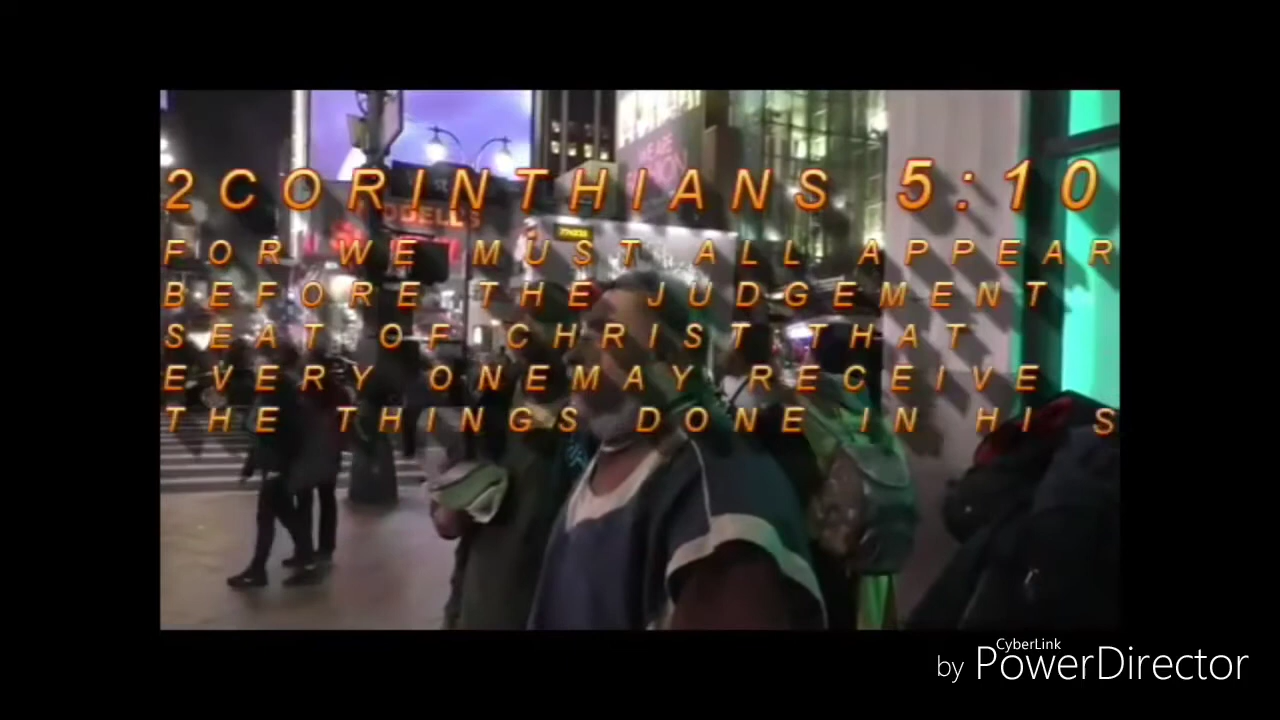 2CORINTHIANS 5:10
FOR WE MUST ALL APPEAR
BEFORE THE JUDGEMENT
SEAT OF CHRIST THAT
EVERY ONEMAY RECEIVE
THE THINGS DONE IN HIS
CyberLink
by PowerDirector